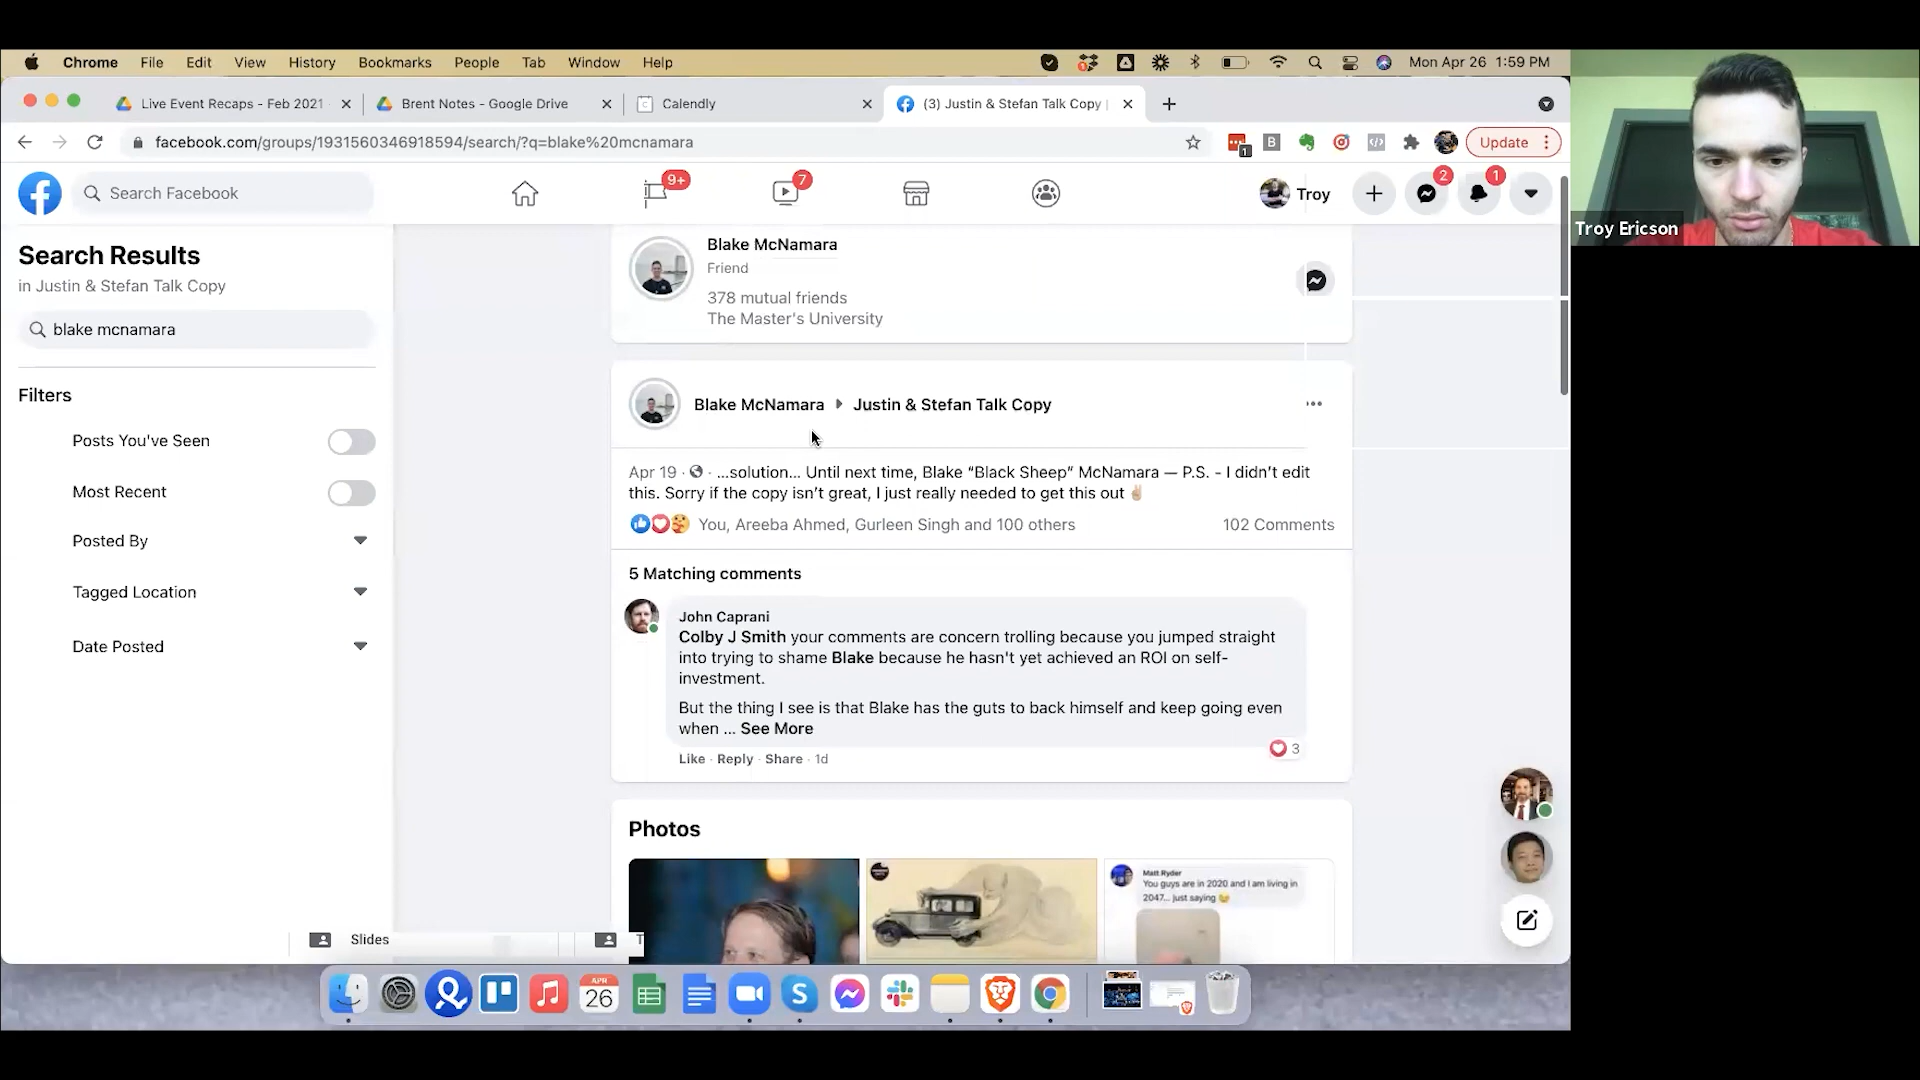 Chrome File Edit View History Bookmarks People Tab Window Help
Mon Apr 26 1:59 PM
Live Event Recaps - Feb 2021
Brent Notes - Google Drive
Calendly
(3) Justin & Stefan Talk Copy
facebook.com/groups/1931560346918594/search/?q=blake%20mcnamara
1
B
Update
Troy Ericson
Search Facebook
9+
7
Troy
2
1
Search Results
in Justin & Stefan Talk Copy
blake mcnamara
Filters
Posts You've Seen
Most Recent
Posted By
Tagged Location
Date Posted
Blake McNamara
Friend
378 mutual friends
The Master's University
Blake McNamara
Justin & Stefan Talk Copy
Apr 19 · · ...solution... Until next time, Blake “Black Sheep” McNamara — P.S. - I didn’t edit
this. Sorry if the copy isn’t great, I just really needed to get this out ✌🏼
You, Areeba Ahmed, Gurleen Singh and 100 others
102 Comments
5 Matching comments
John Caprani
Colby J Smith your comments are concern trolling because you jumped straight
into trying to shame Blake because he hasn't yet achieved an ROI on self-
investment.
But the thing I see is that Blake has the guts to back himself and keep going even
when ... See More
3
Like · Reply · Share · 1d
Photos
Matt Ryder
You guys are in 2020 and I am living in
2047... just saying 😂
Slides
T
APR
26
S